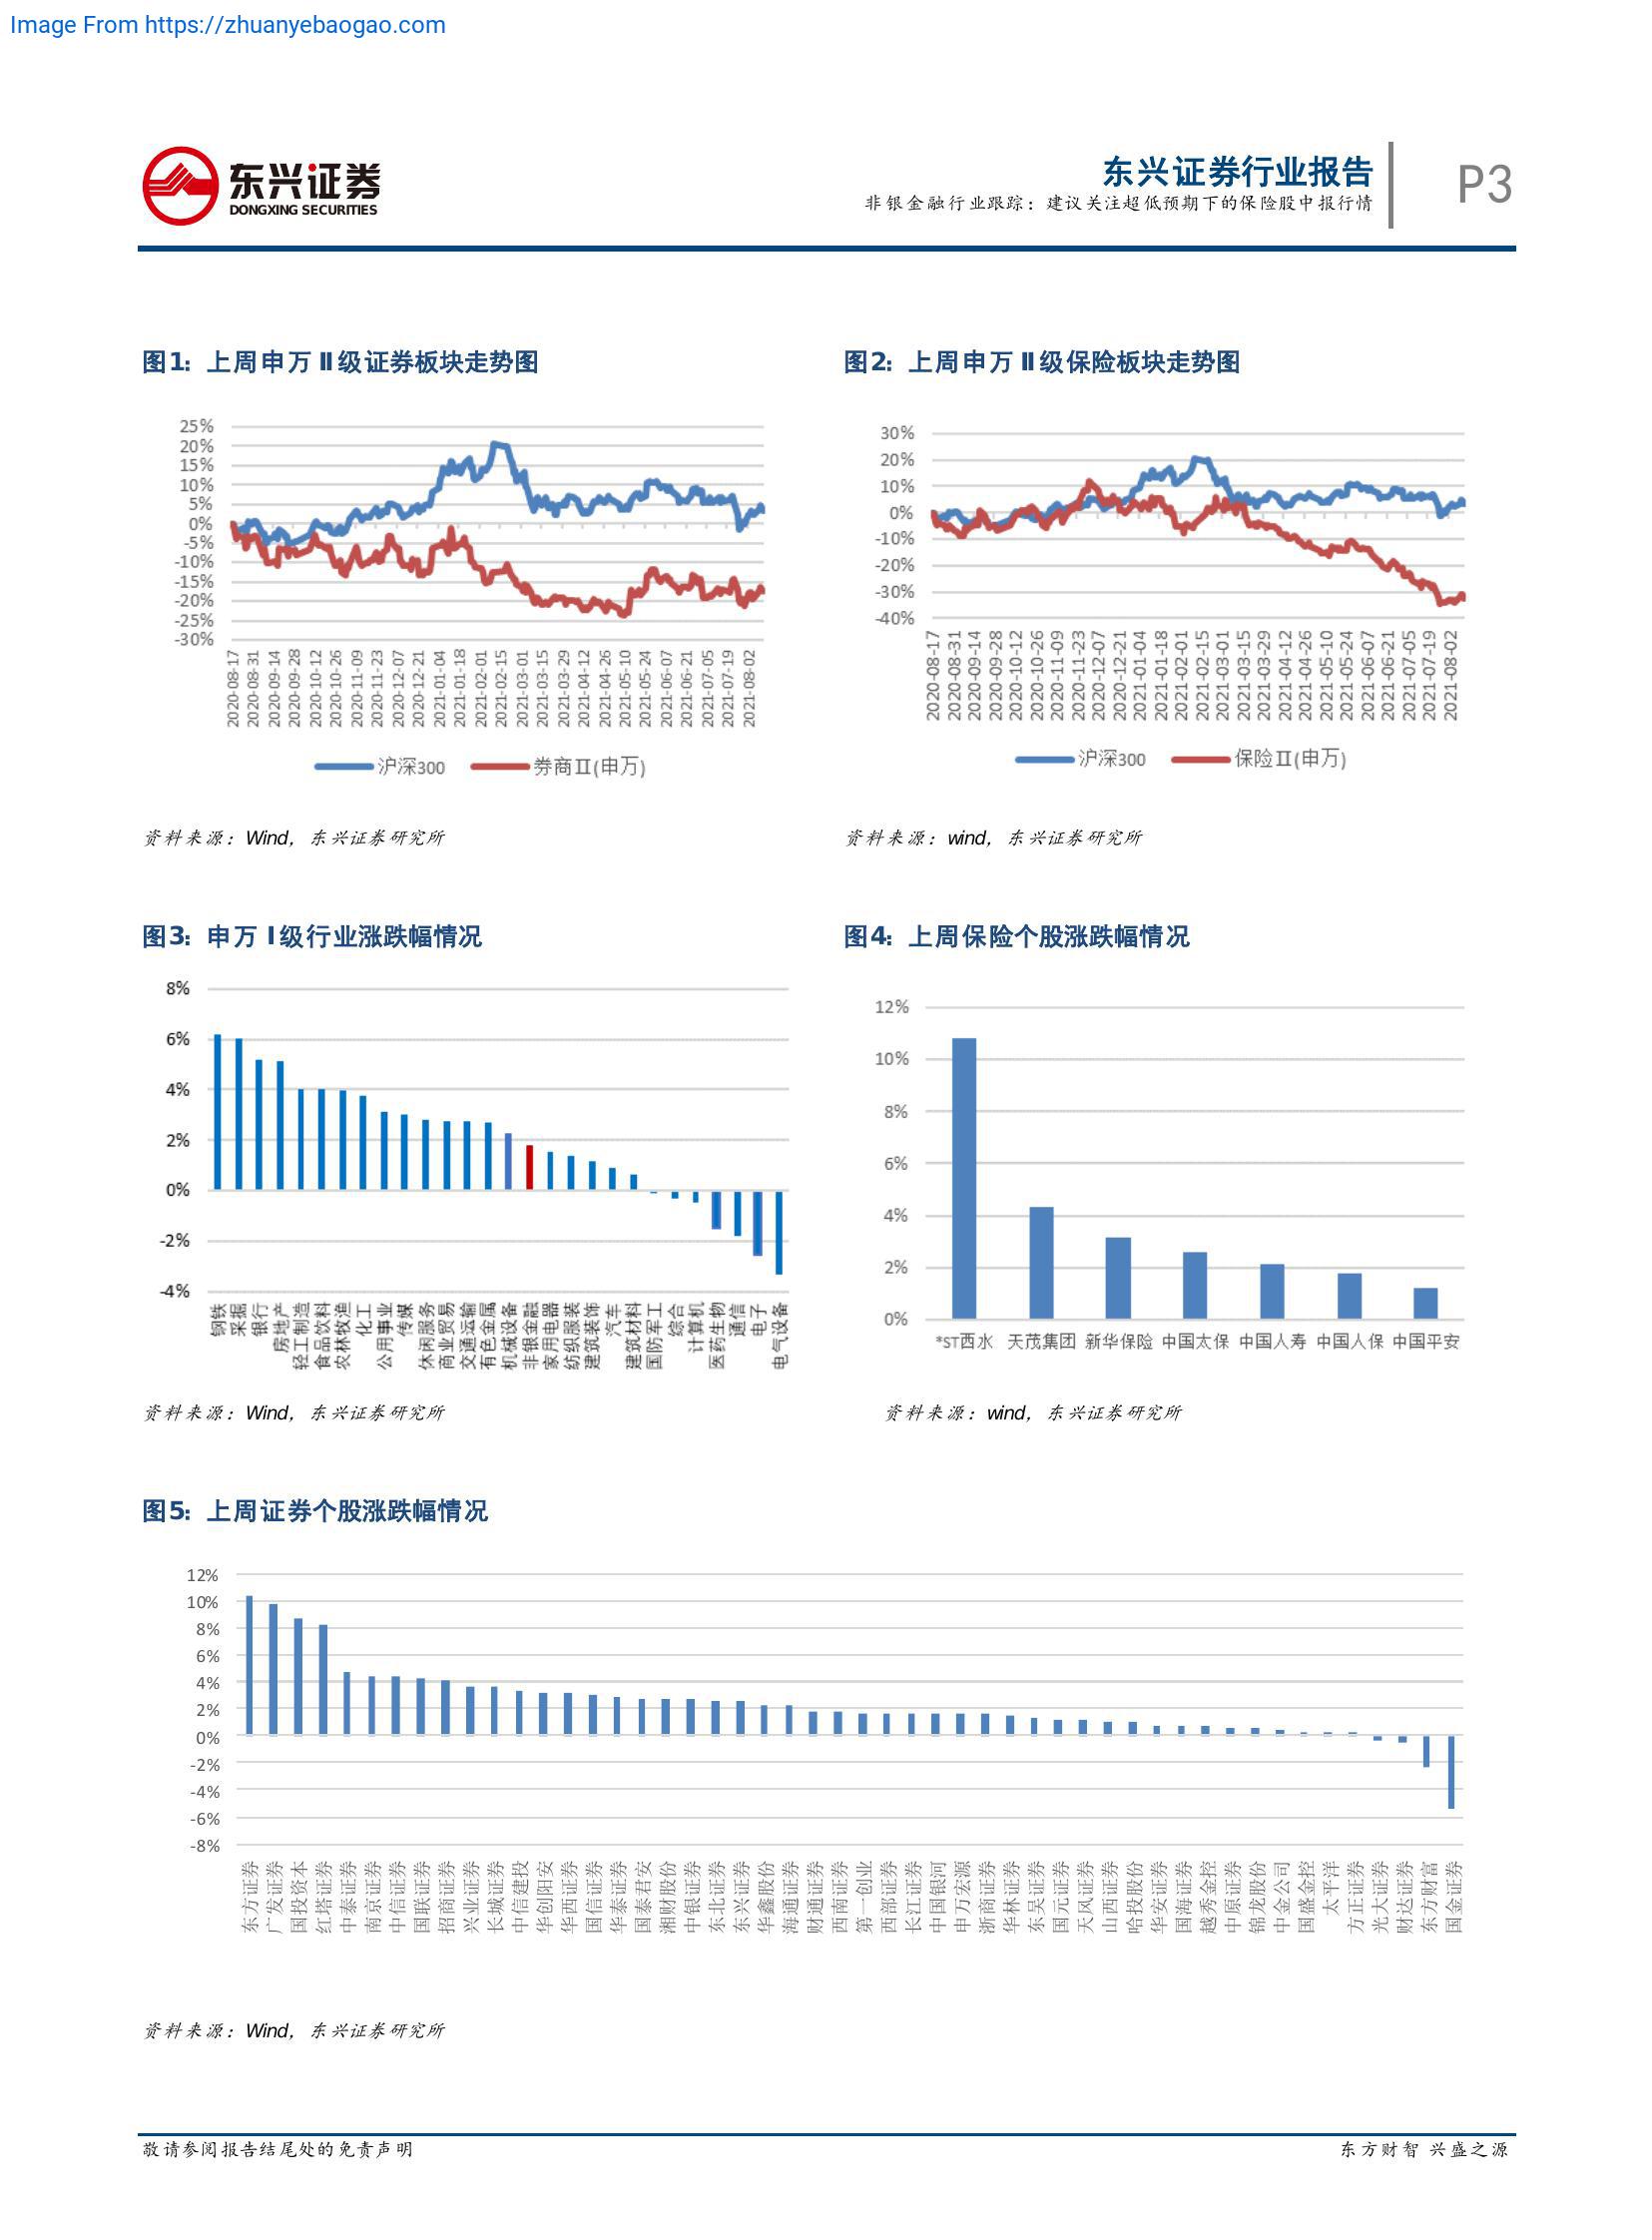 Image From https://zhuanyebaogao.com
东兴证券
DONGXING SECURITIES
东兴证券行业报告
非银金融行业跟踪：建议关注超低预期下的保险股中报行情
P3
图1：上周申万 II 级证券板块走势图
25%
20%
15%
10%
5%
0%
-5%
-10%
-15%
-20%
-25%
-30%
2020-08-17
2020-08-31
2020-09-14
2020-09-28
2020-10-12
2020-10-26
2020-11-09
2020-11-23
2020-12-07
2020-12-21
2021-01-04
2021-01-18
2021-02-01
2021-02-15
2021-03-01
2021-03-15
2021-03-29
2021-04-12
2021-04-26
2021-05-10
2021-05-24
2021-06-07
2021-06-21
2021-07-05
2021-07-19
2021-08-02
沪深300
券商II(申万)
资料来源：Wind，东兴证券研究所
图2：上周申万 II 级保险板块走势图
30%
20%
10%
0%
-10%
-20%
-30%
-40%
2020-08-17
2020-08-31
2020-09-14
2020-09-28
2020-10-12
2020-10-26
2020-11-09
2020-11-23
2020-12-07
2020-12-21
2021-01-04
2021-01-18
2021-02-01
2021-02-15
2021-03-01
2021-03-15
2021-03-29
2021-04-12
2021-04-26
2021-05-10
2021-05-24
2021-06-07
2021-06-21
2021-07-05
2021-07-19
2021-08-02
沪深300
保险II(申万)
资料来源：wind，东兴证券研究所
图3：申万 I 级行业涨跌幅情况
8%
6%
4%
2%
0%
-2%
-4%
钢铁
采掘
银行
房地产
轻工制造
食品饮料
农林牧渔
化工
公用事业
传媒
休闲服务
商业贸易
交通运输
有色金属
机械设备
非银金融
家用电器
纺织服装
建筑装饰
汽车
建筑材料
国防军工
综合
计算机
医药生物
通信
电子
电气设备
资料来源：Wind，东兴证券研究所
图4：上周保险个股涨跌幅情况
12%
10%
8%
6%
4%
2%
0%
*ST西水
天茂集团
新华保险
中国太保
中国人寿
中国人保
中国平安
资料来源：wind，东兴证券研究所
图5：上周证券个股涨跌幅情况
12%
10%
8%
6%
4%
2%
0%
-2%
-4%
-6%
-8%
东方证券
广发证券
国投资本
红塔证券
中泰证券
南京证券
中信证券
国联证券
招商证券
兴业证券
长城证券
中信建投
华创阳安
华西证券
国信证券
华泰证券
国泰君安
湘财股份
中银证券
东北证券
东兴证券
华鑫股份
海通证券
财通证券
西南证券
第一创业
西部证券
长江证券
中国银河
申万宏源
浙商证券
华林证券
东吴证券
国元证券
天风证券
山西证券
哈投股份
华安证券
国海证券
越秀金控
中原证券
锦龙股份
中金公司
国盛金控
太平洋
方正证券
光大证券
财达证券
东方财富
国金证券
资料来源：Wind，东兴证券研究所
敬请参阅报告结尾处的免责声明
东方财智 兴盛之源